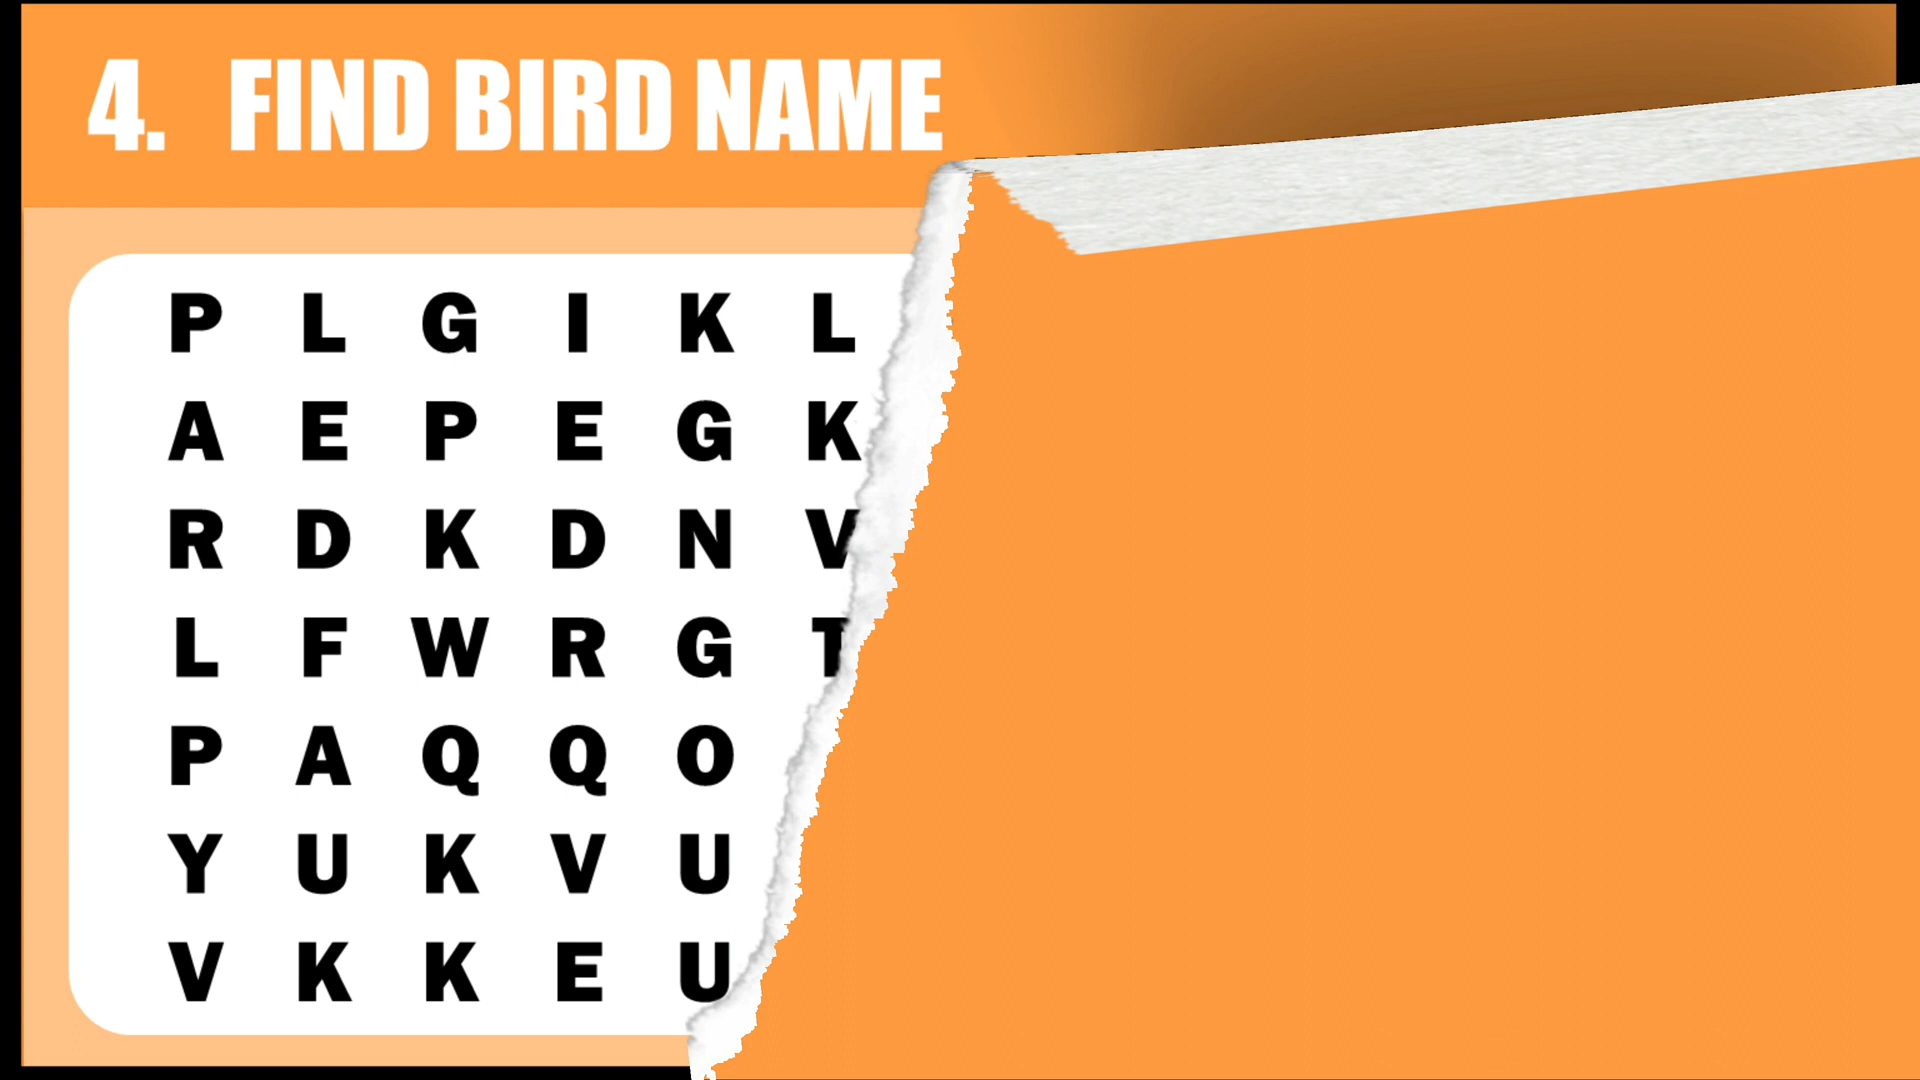 4. FIND BIRD NAME
P L G I K L
A E P E G K
R D K D N V
L F W R G T
P A Q Q O
Y U K V U
V K K E U